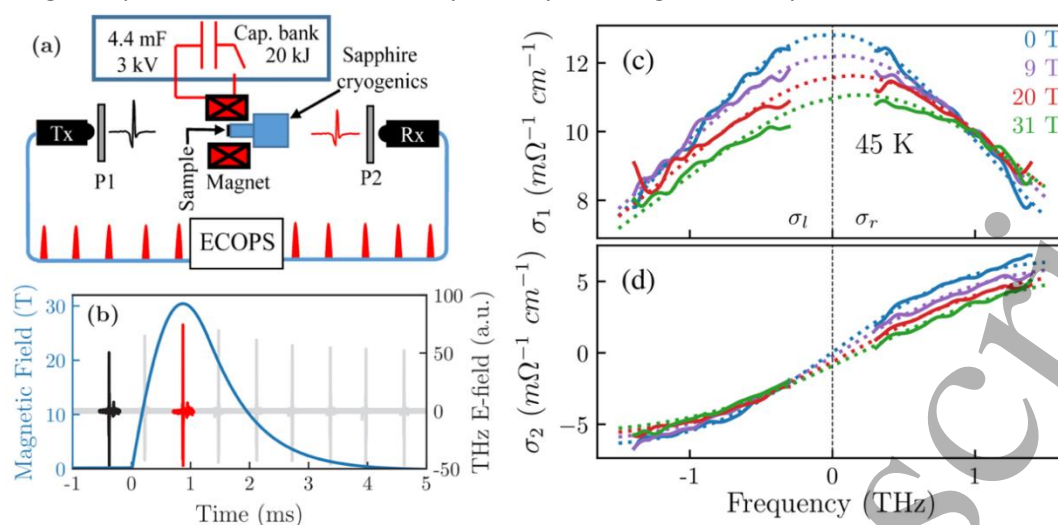 (a)
4.4 mF
3 kV
Cap. bank
20 kJ
Sapphire
cryogenics
Tx
Rx
P1
Sample
Magnet
P2
ECOPS
(b)
Magnetic Field (T)
30
20
10
0
100
50
0
-50
THz E-field (a.u.)
-1 0 1 2 3 4 5
Time (ms)
(c)
0 T
9 T
20 T
31 T
σ1 (mΩ⁻¹ cm⁻¹)
12
10
8
45 K
σl σr
(d)
σ2 (mΩ⁻¹ cm⁻¹)
5
0
−5
-1 0 1
Frequency (THz)
scr